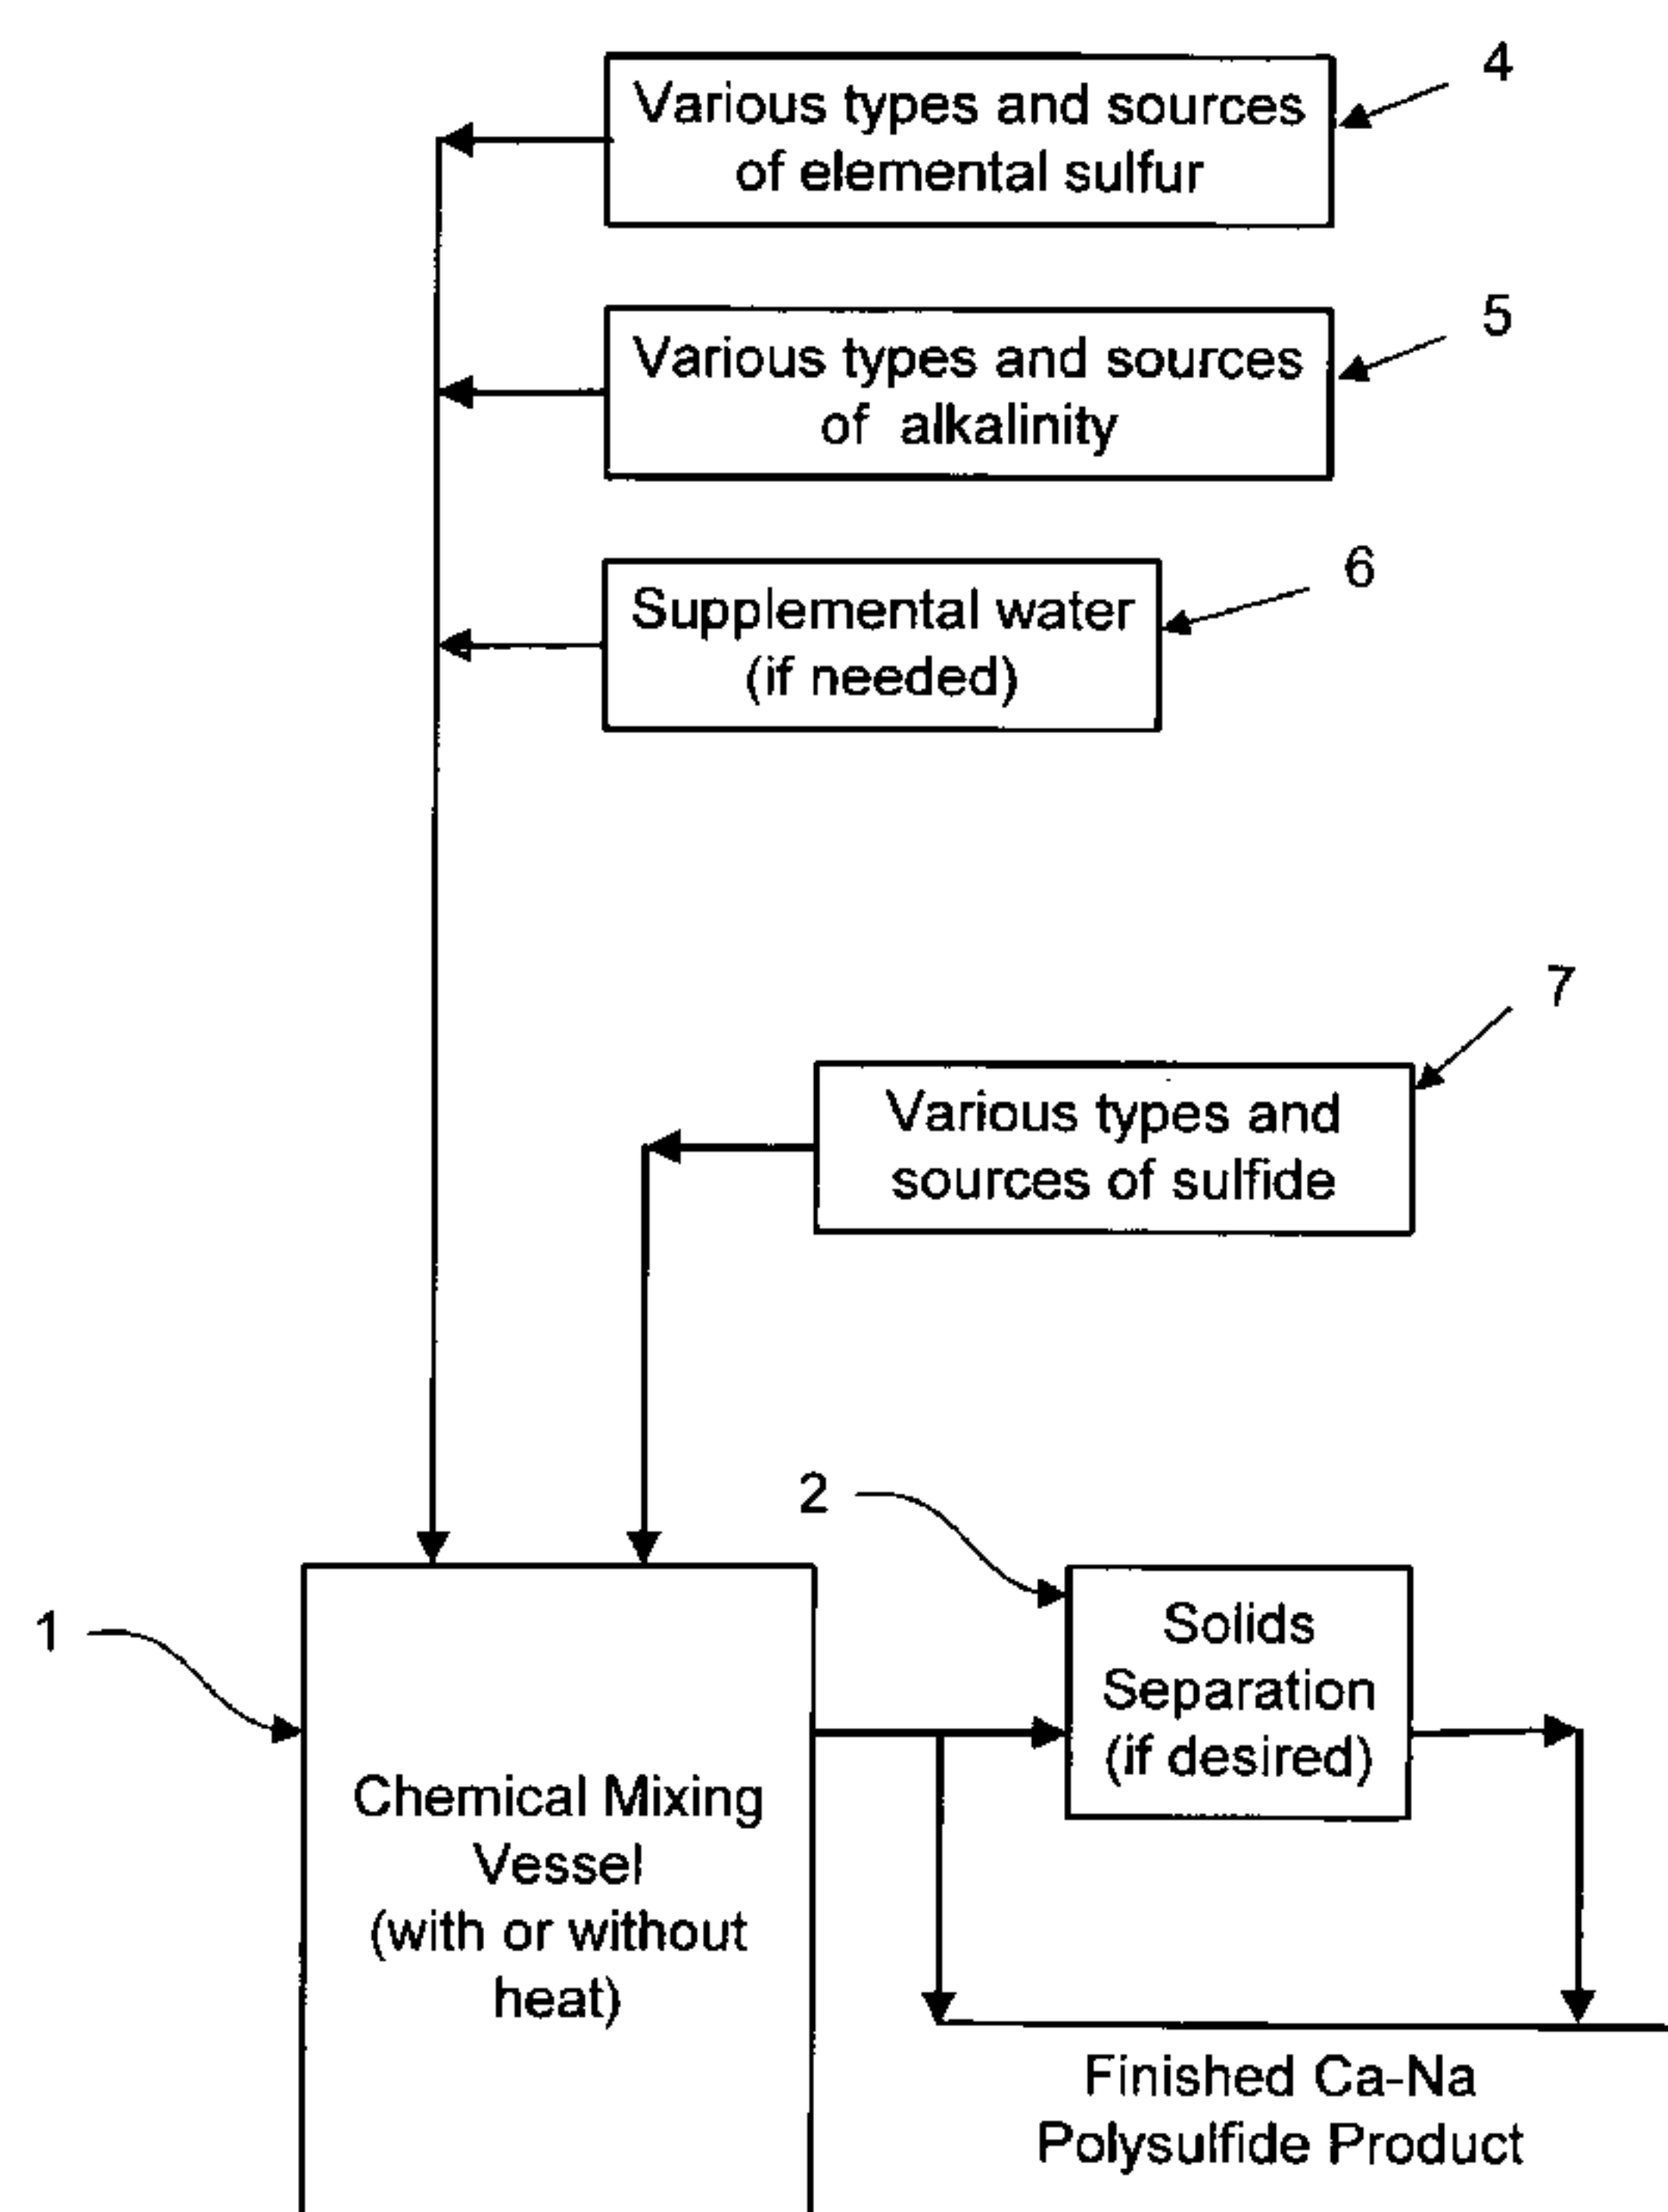 4
Various types and sources
of elemental sulfur
5
Various types and sources
of alkalinity
6
Supplemental water
(if needed)
7
Various types and
sources of sulfide
2
1
Solids
Separation
(if desired)
Chemical Mixing
Vessel
(with or without
heat)
Finished Ca-Na
Polysulfide Product